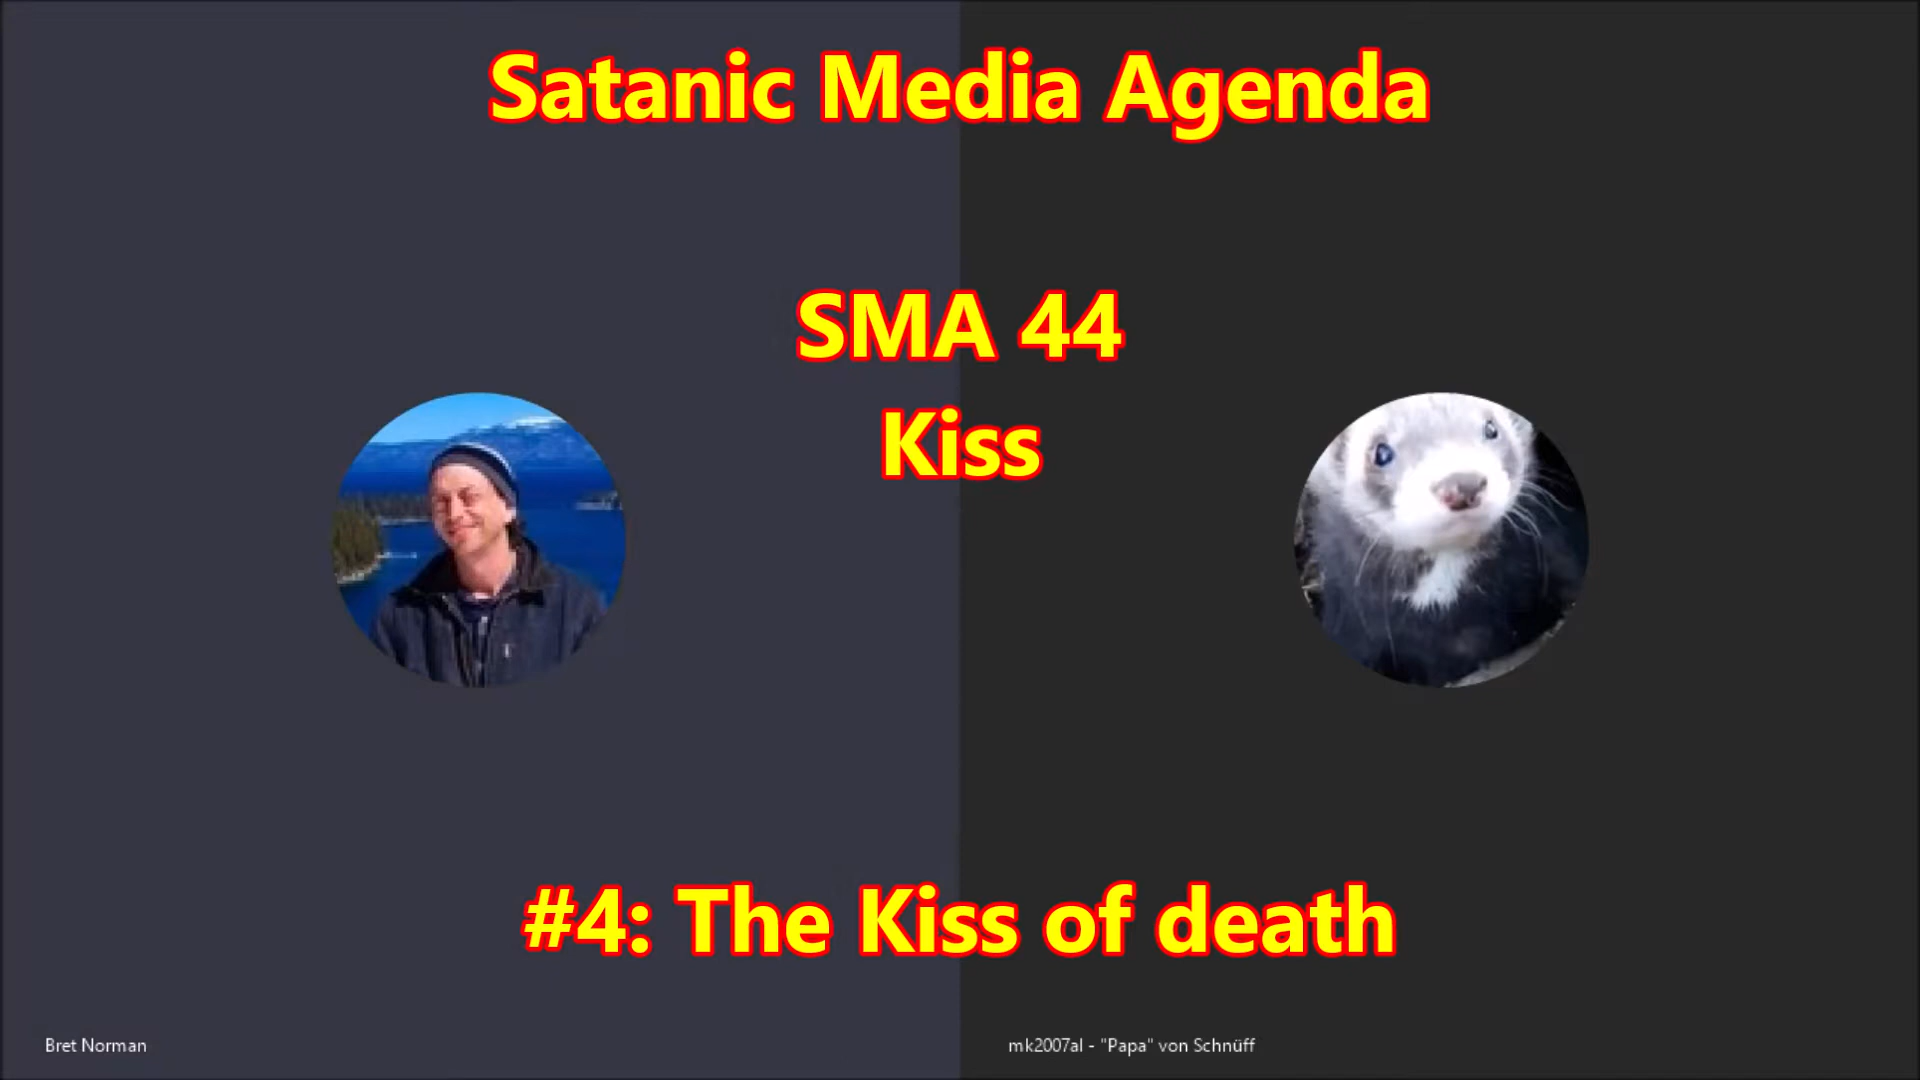 Satanic Media Agenda
SMA 44
Kiss
#4: The Kiss of death
Bret Norman
mk2007al - "Papa" von Schnüff